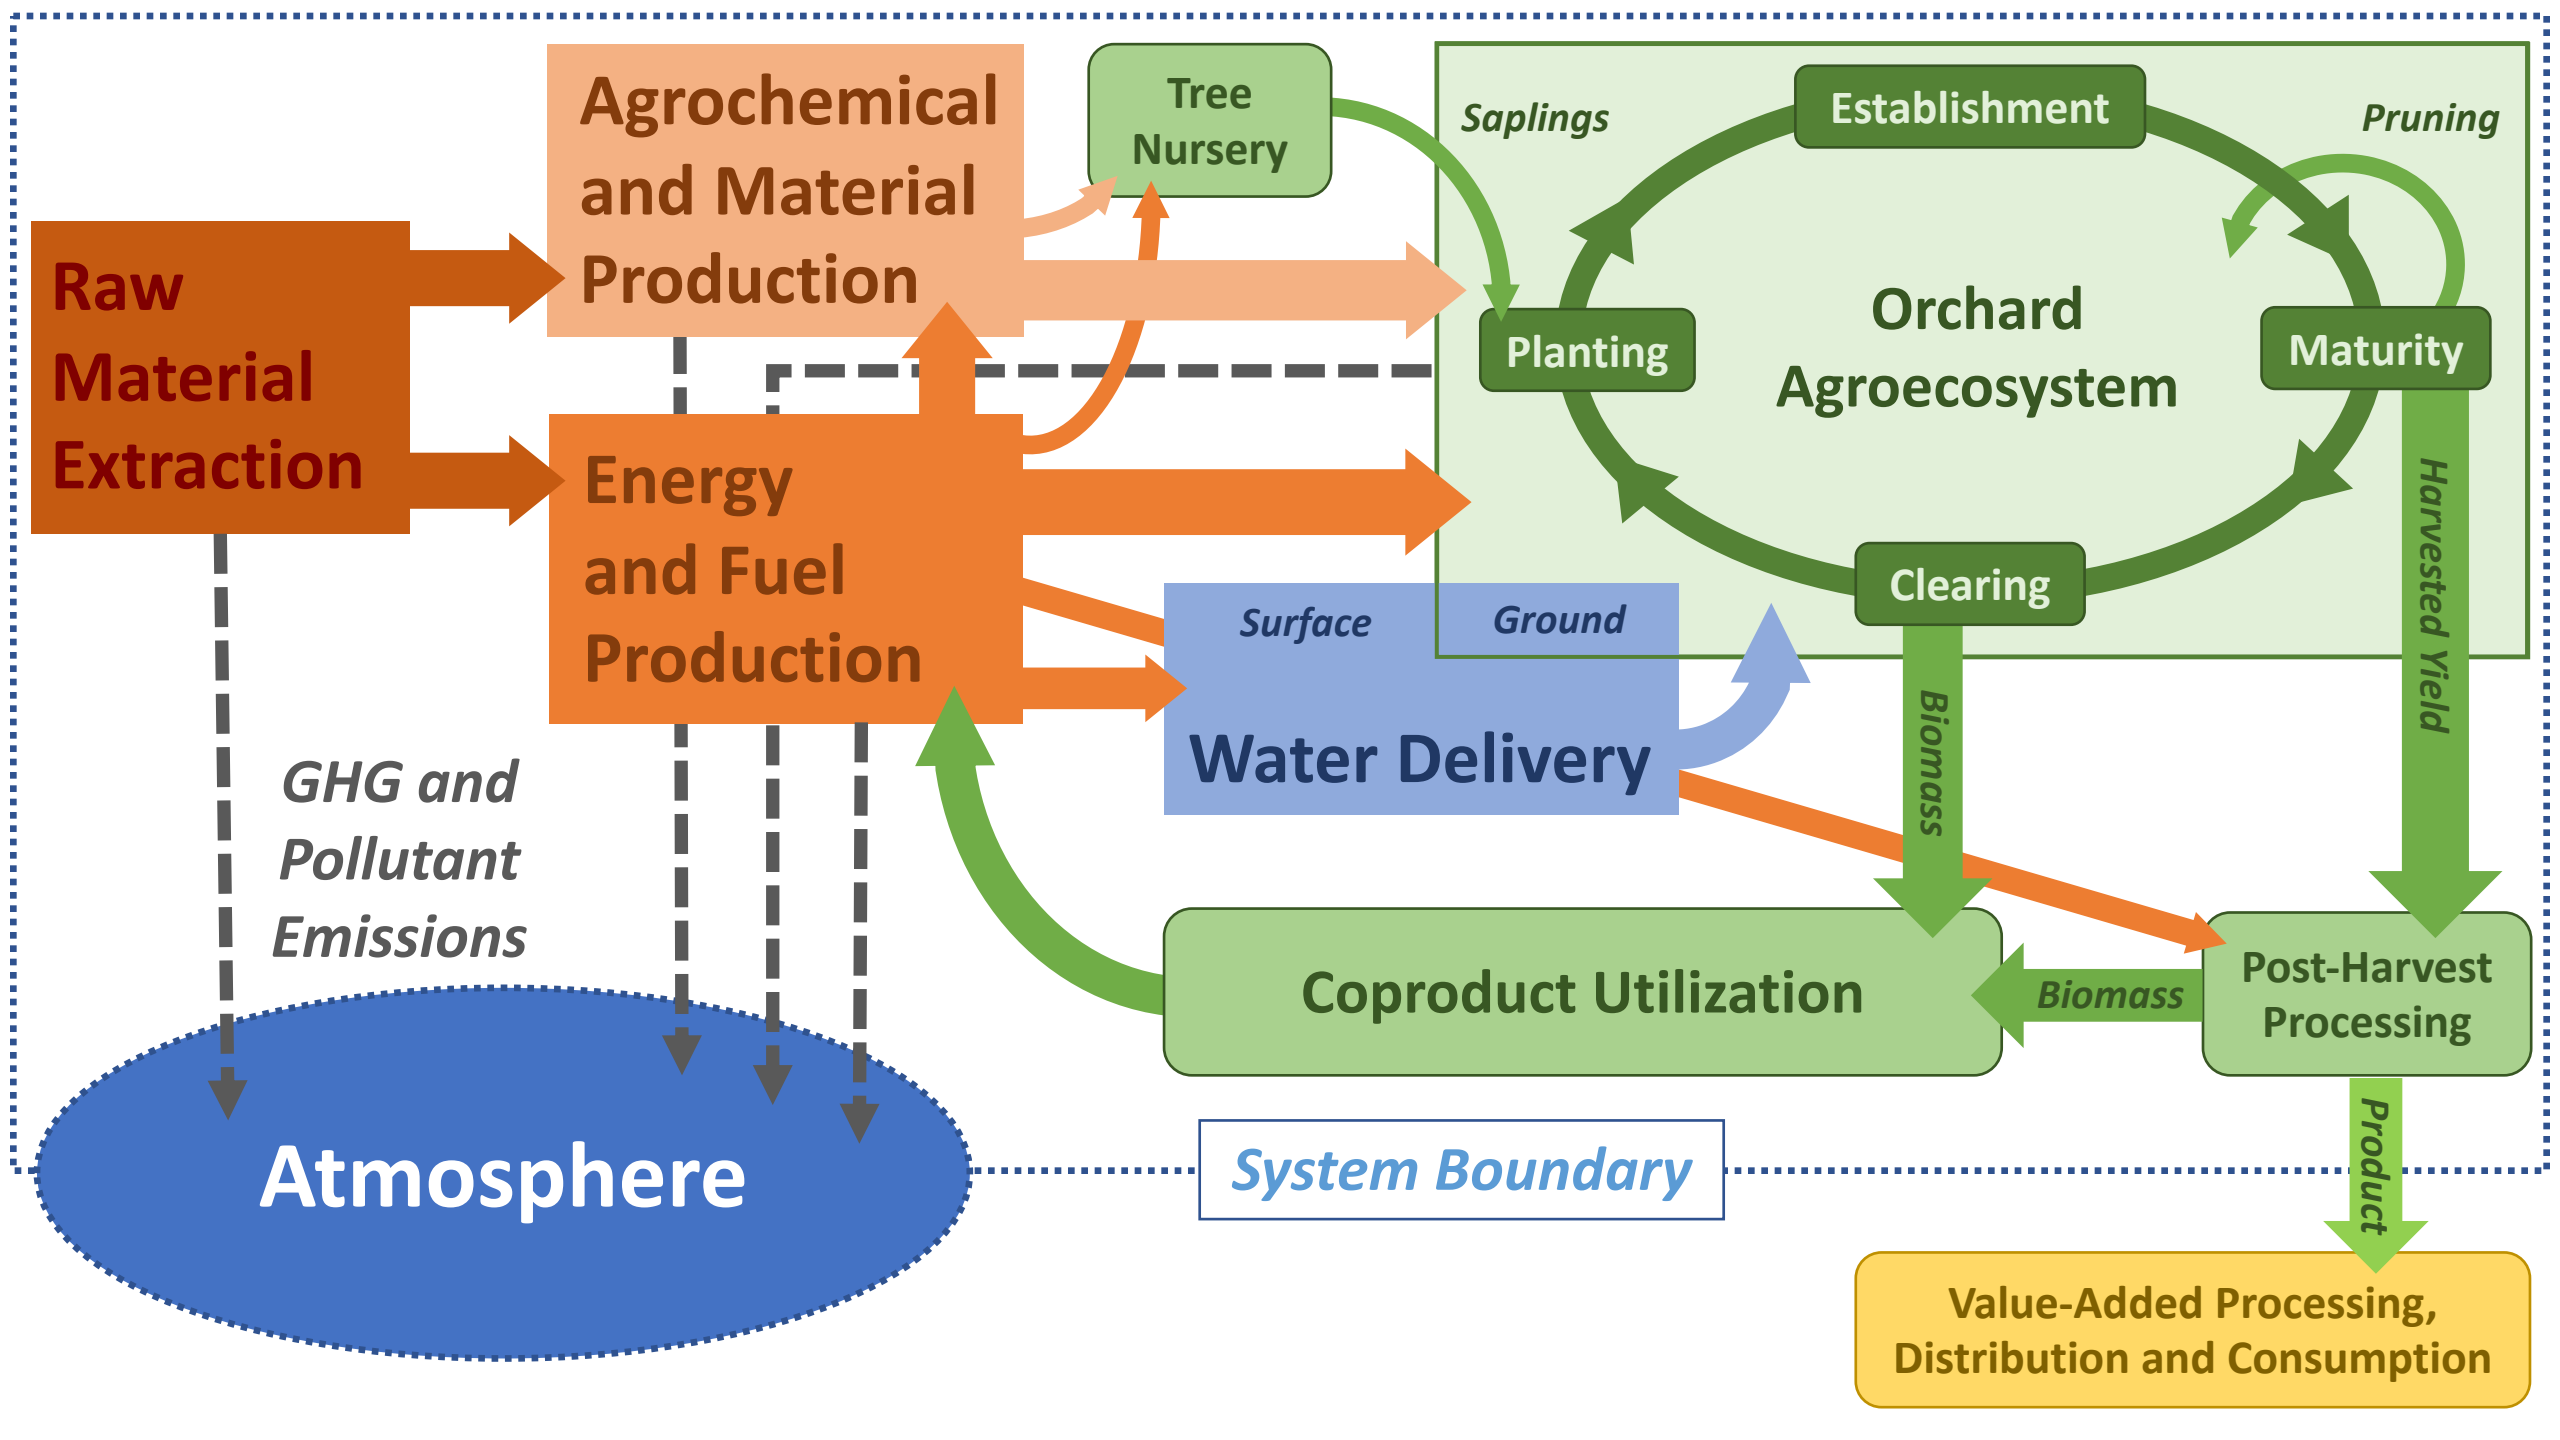 Raw
Material
Extraction
Agrochemical
and Material
Production
Energy
and Fuel
Production
Tree
Nursery
Saplings
Establishment
Pruning
Planting
Orchard
Agroecosystem
Maturity
Clearing
Harvested Yield
Surface
Ground
Water Delivery
Biomass
GHG and
Pollutant
Emissions
Coproduct Utilization
Biomass
Post-Harvest
Processing
Atmosphere
System Boundary
Product
Value-Added Processing,
Distribution and Consumption